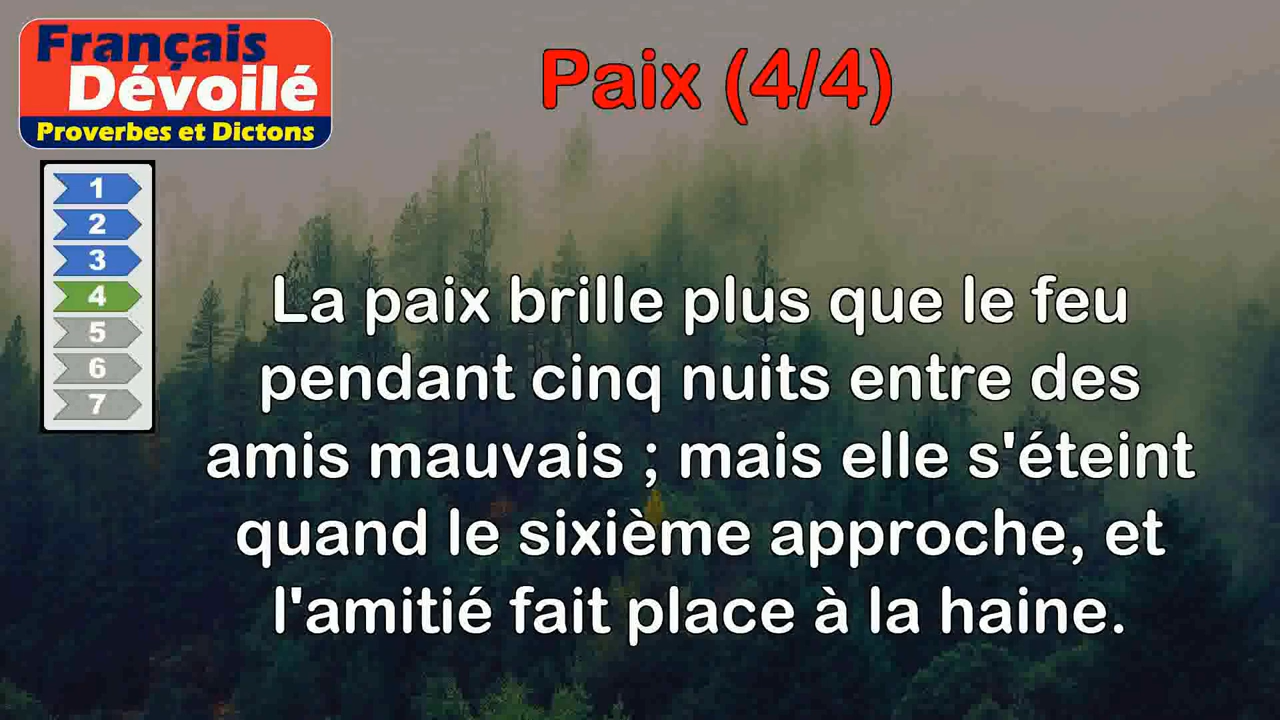 Français
Dévoilé
Proverbes et Dictons
Paix (4/4)
1
2
3
4
5
6
7
La paix brille plus que le feu
pendant cinq nuits entre des
amis mauvais ; mais elle s'éteint
quand le sixième approche, et
l'amitié fait place à la haine.